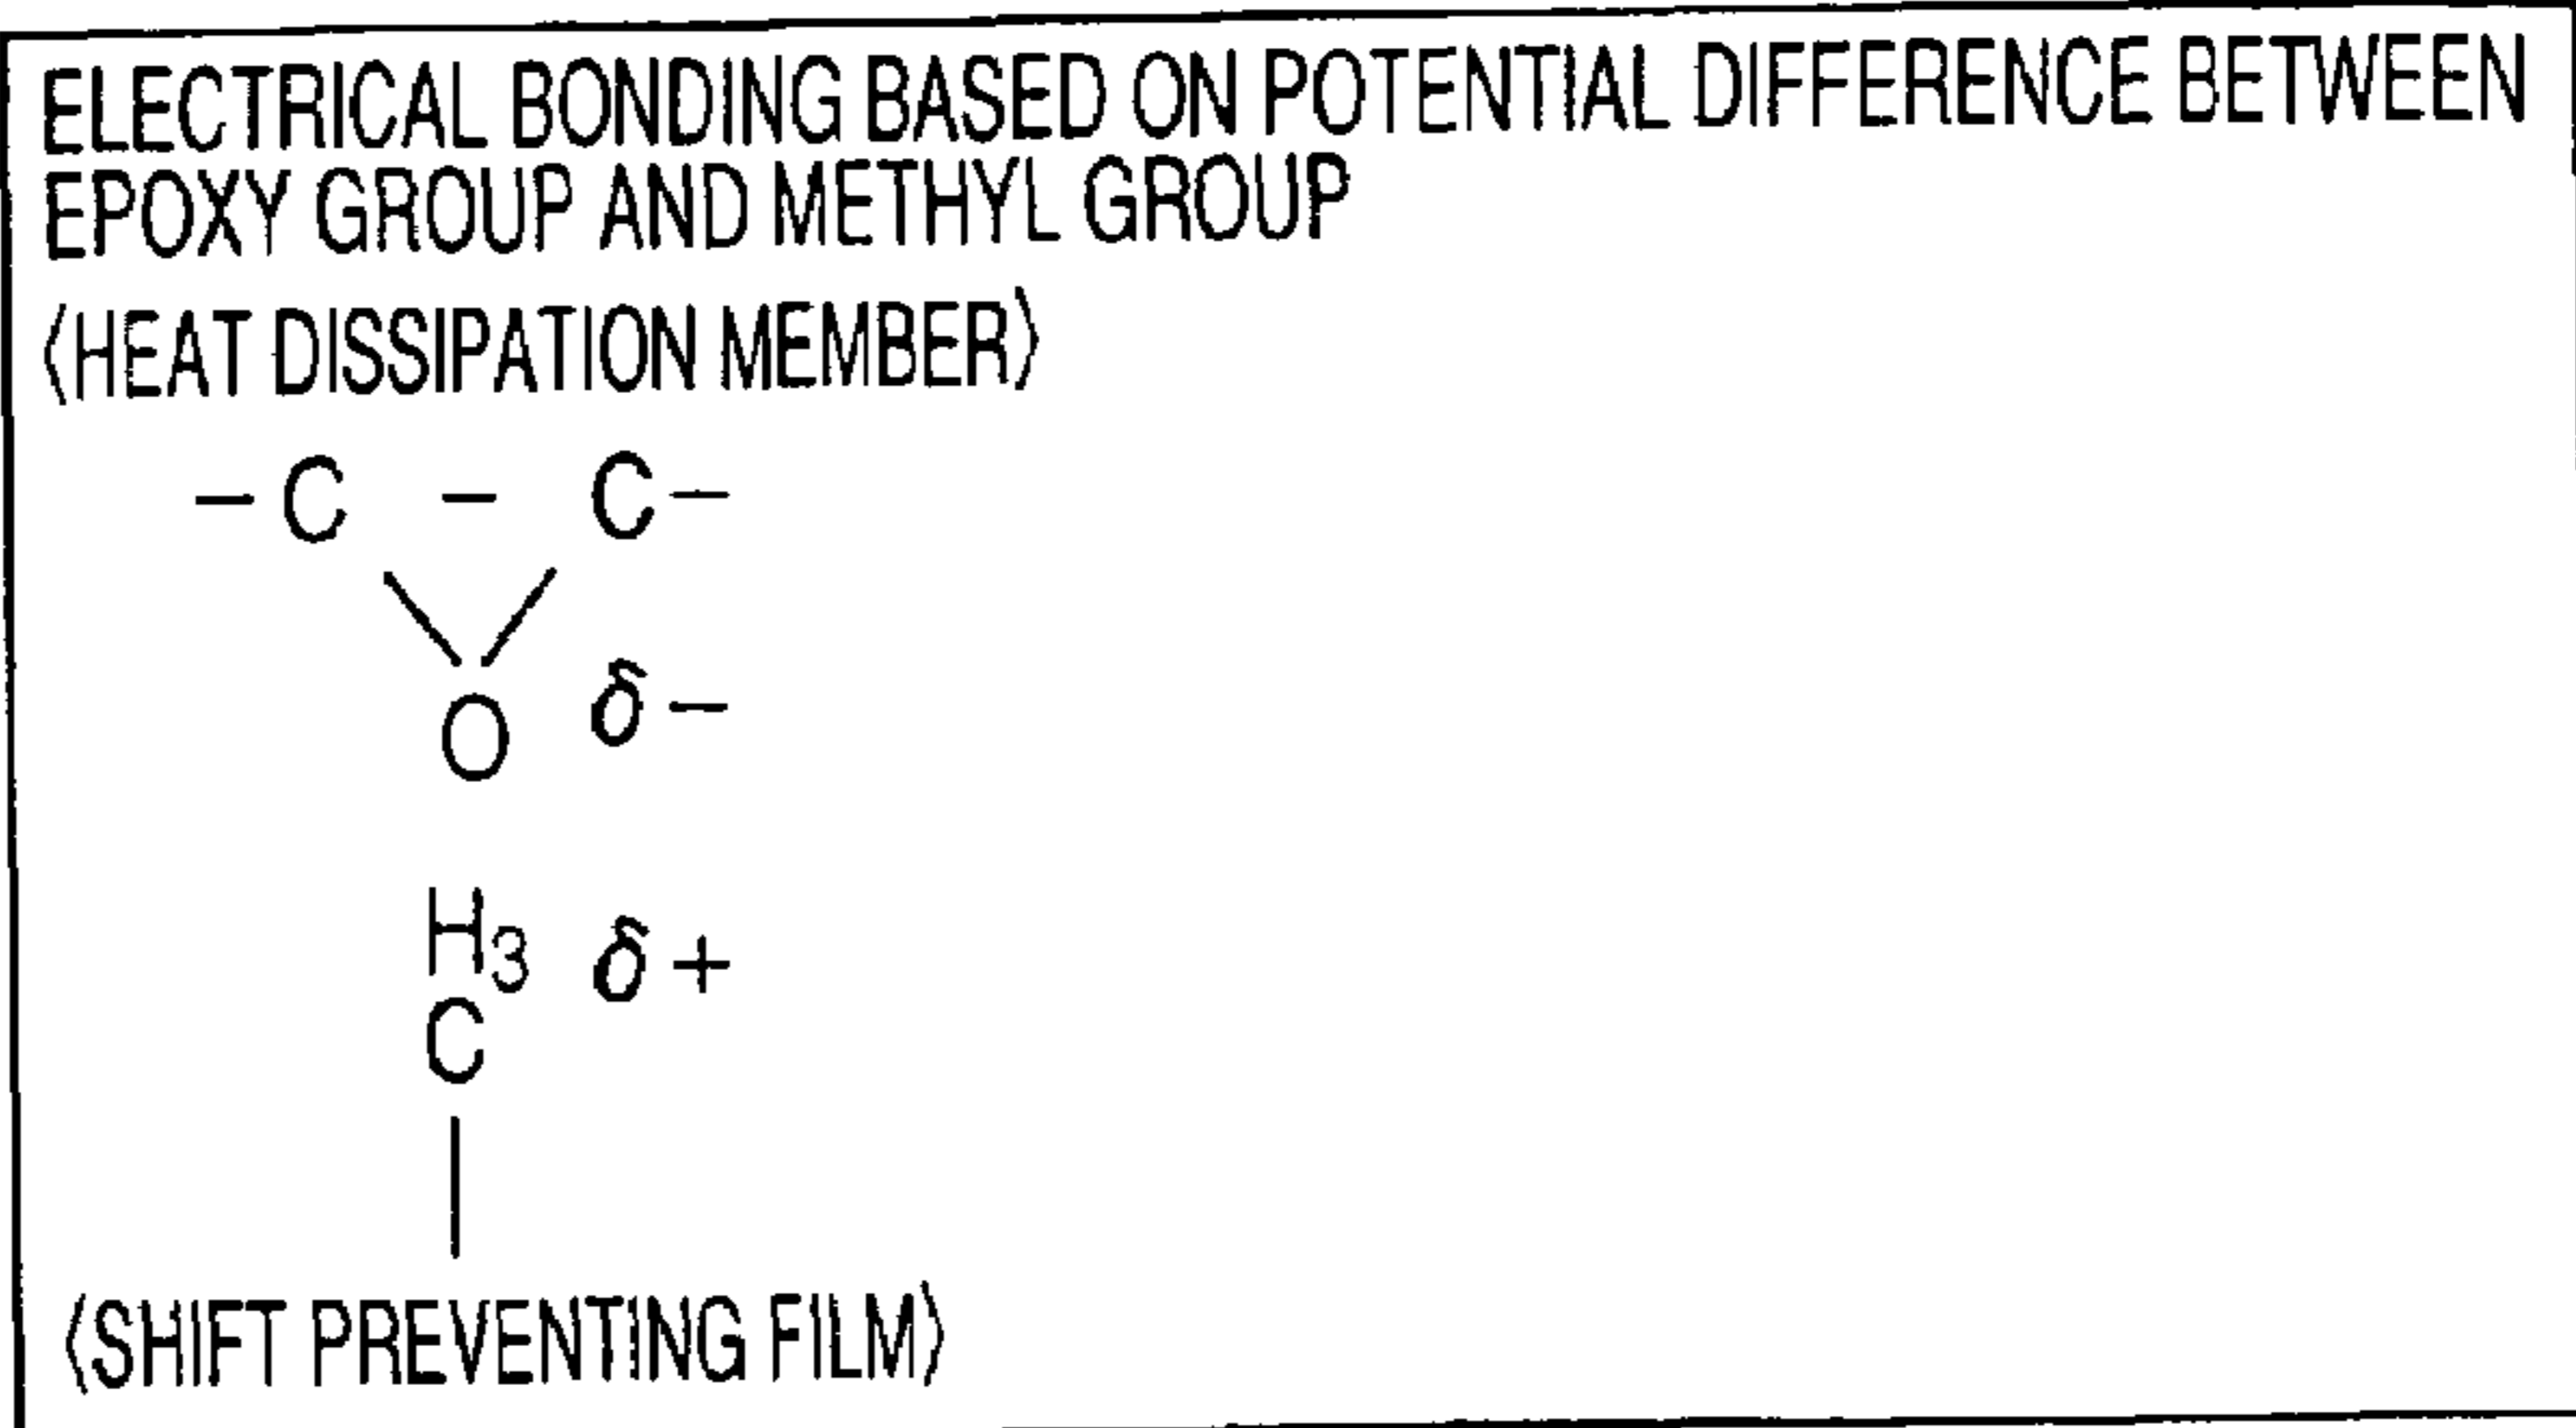 ELECTRICAL BONDING BASED ON POTENTIAL DIFFERENCE BETWEEN
EPOXY GROUP AND METHYL GROUP
〈HEAT DISSIPATION MEMBER〉
－C － C－
O δ－
H3 δ+
C
〈SHIFT PREVENTING FILM〉